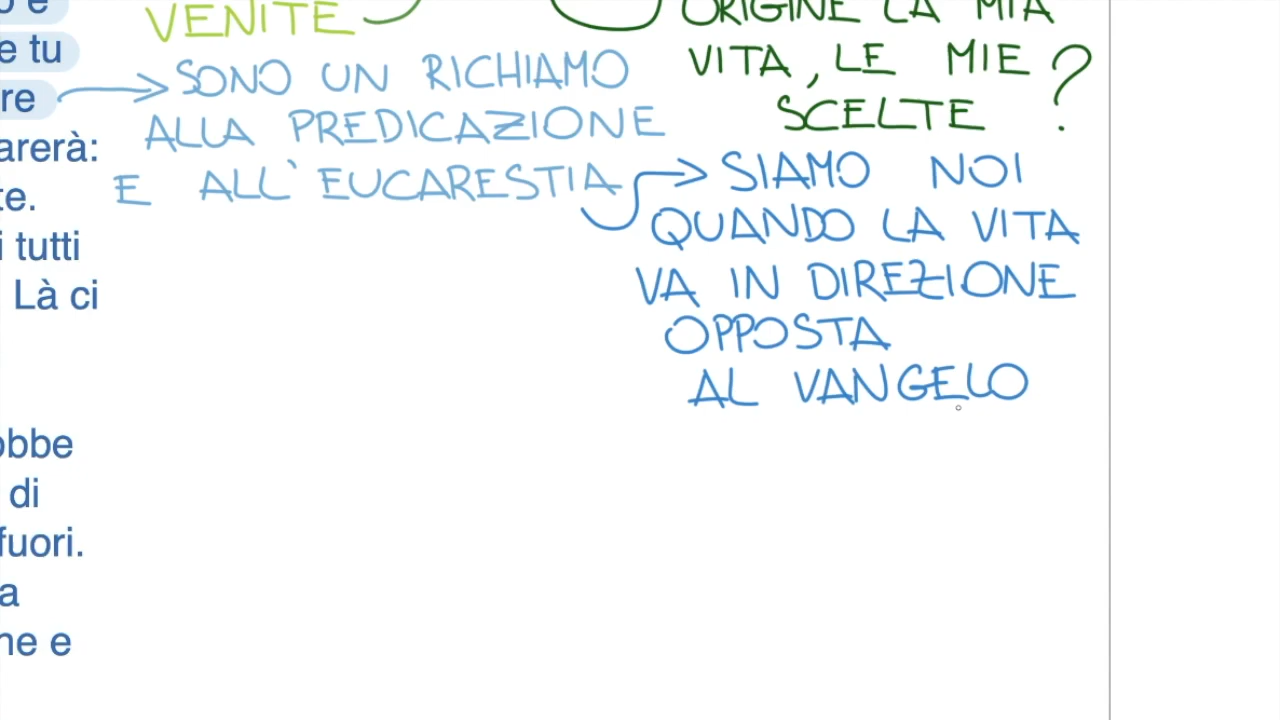 e tu
re
arerà:
te.
i tutti
Là ci
di
fuori.
a
ne e
VENITE
SONO UN RICHIAMO
ALLA PREDICAZIONE
E ALL'EUCARESTIA
ORIGINE LA MIA
VITA, LE MIE
SCELTE ?
SIAMO NOI
QUANDO LA VITA
VA IN DIREZIONE
OPPOSTA
AL VANGELO